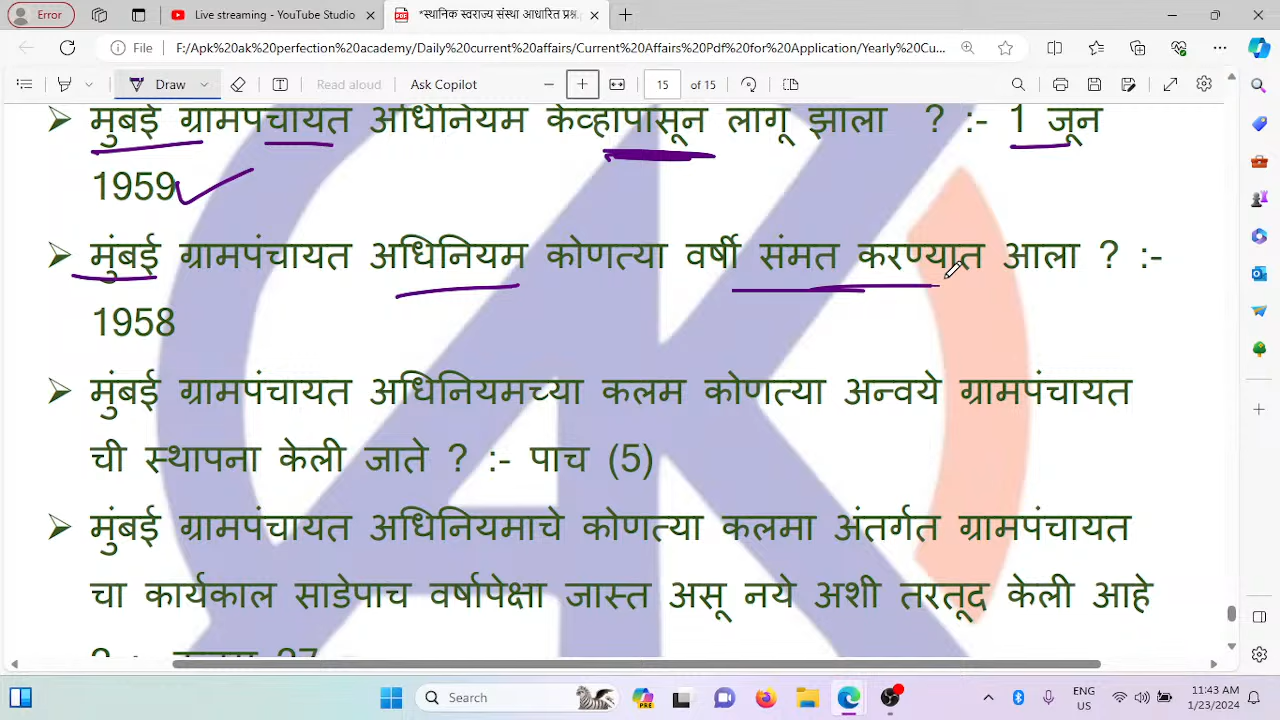 Error
Live streaming - YouTube Studio
*स्थानिक स्वराज्य संस्था आधारित प्रश्न.
File
F:/Apk%20ak%20perfection%20academy/Daily%20current%20affairs/Current%20Affairs%20Pdf%20for%20Application/Yearly%20Cu...
Draw
Read aloud
Ask Copilot
15 of 15
➢ मुंबई ग्रामपंचायत अधिनियम केव्हापासून लागू झाला ? :- 1 जून
1959
➢ मुंबई ग्रामपंचायत अधिनियम कोणत्या वर्षी संमत करण्यात आला ? :-
1958
➢ मुंबई ग्रामपंचायत अधिनियमच्या कलम कोणत्या अन्वये ग्रामपंचायत
ची स्थापना केली जाते ? :- पाच (5)
➢ मुंबई ग्रामपंचायत अधिनियमाचे कोणत्या कलमा अंतर्गत ग्रामपंचायत
चा कार्यकाल साडेपाच वर्षापेक्षा जास्त असू नये अशी तरतूद केली आहे
Search
PRE
ENG
US
11:43 AM
1/23/2024